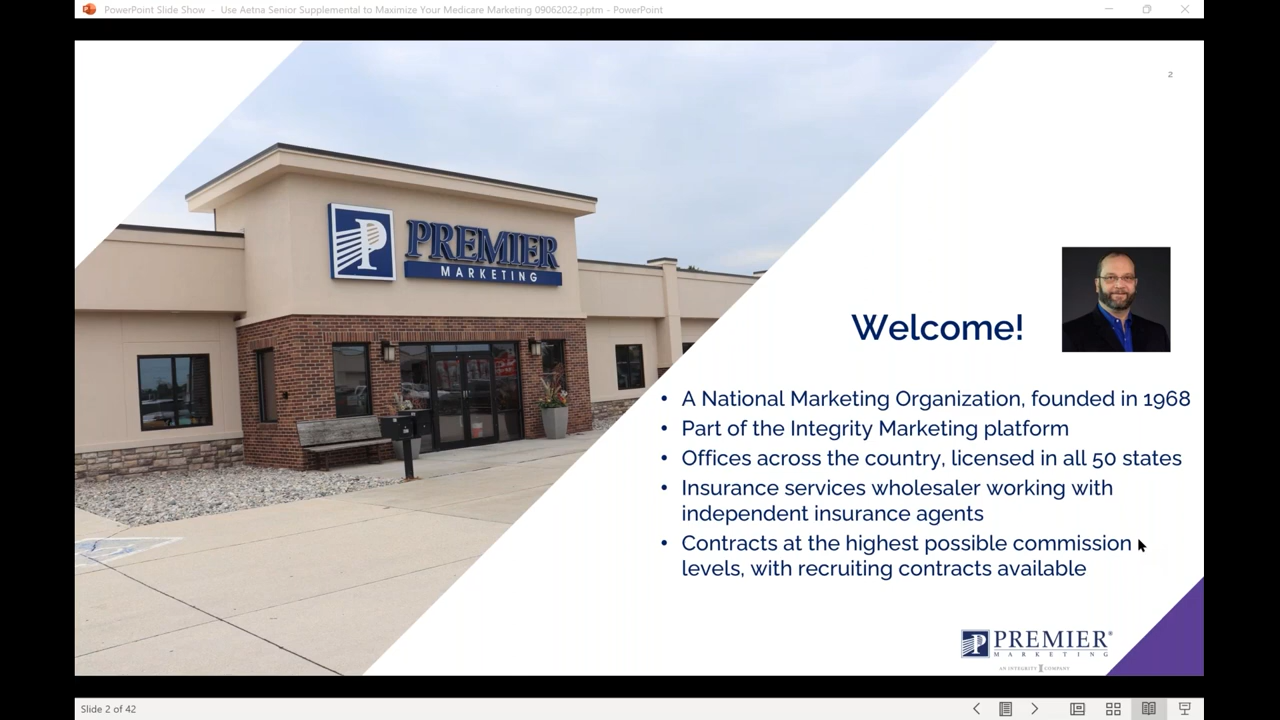 PowerPoint Slide Show - Use Aetna Senior Supplemental to Maximize Your Medicare Marketing 09062022.pptm - PowerPoint
2
P PREMIER
MARKETING
Welcome!
• A National Marketing Organization, founded in 1968
• Part of the Integrity Marketing platform
• Offices across the country, licensed in all 50 states
• Insurance services wholesaler working with
independent insurance agents
• Contracts at the highest possible commission
levels, with recruiting contracts available
P PREMIER®
MARKETING
AN INTEGRITY COMPANY
Slide 2 of 42